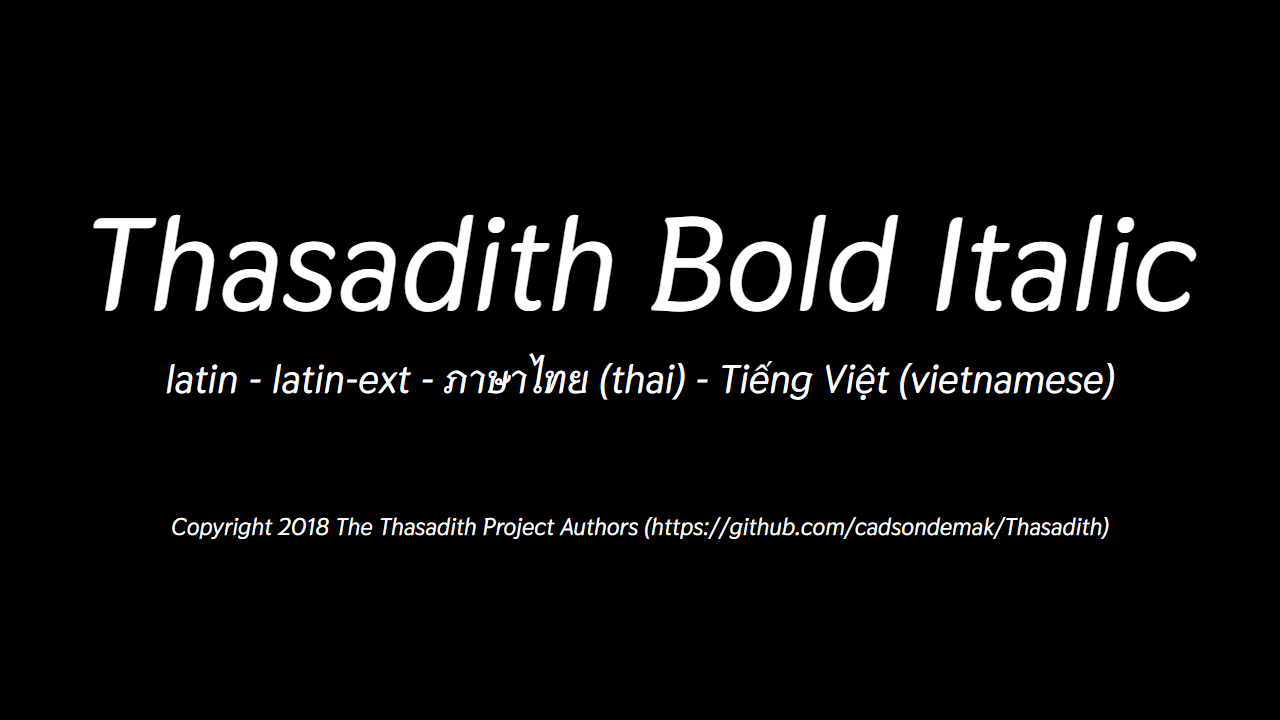 Thasadith Bold Italic
latin - latin-ext - ภาษาไทย (thai) - Tiếng Việt (vietnamese)
Copyright 2018 The Thasadith Project Authors (https://github.com/cadsondemak/Thasadith)